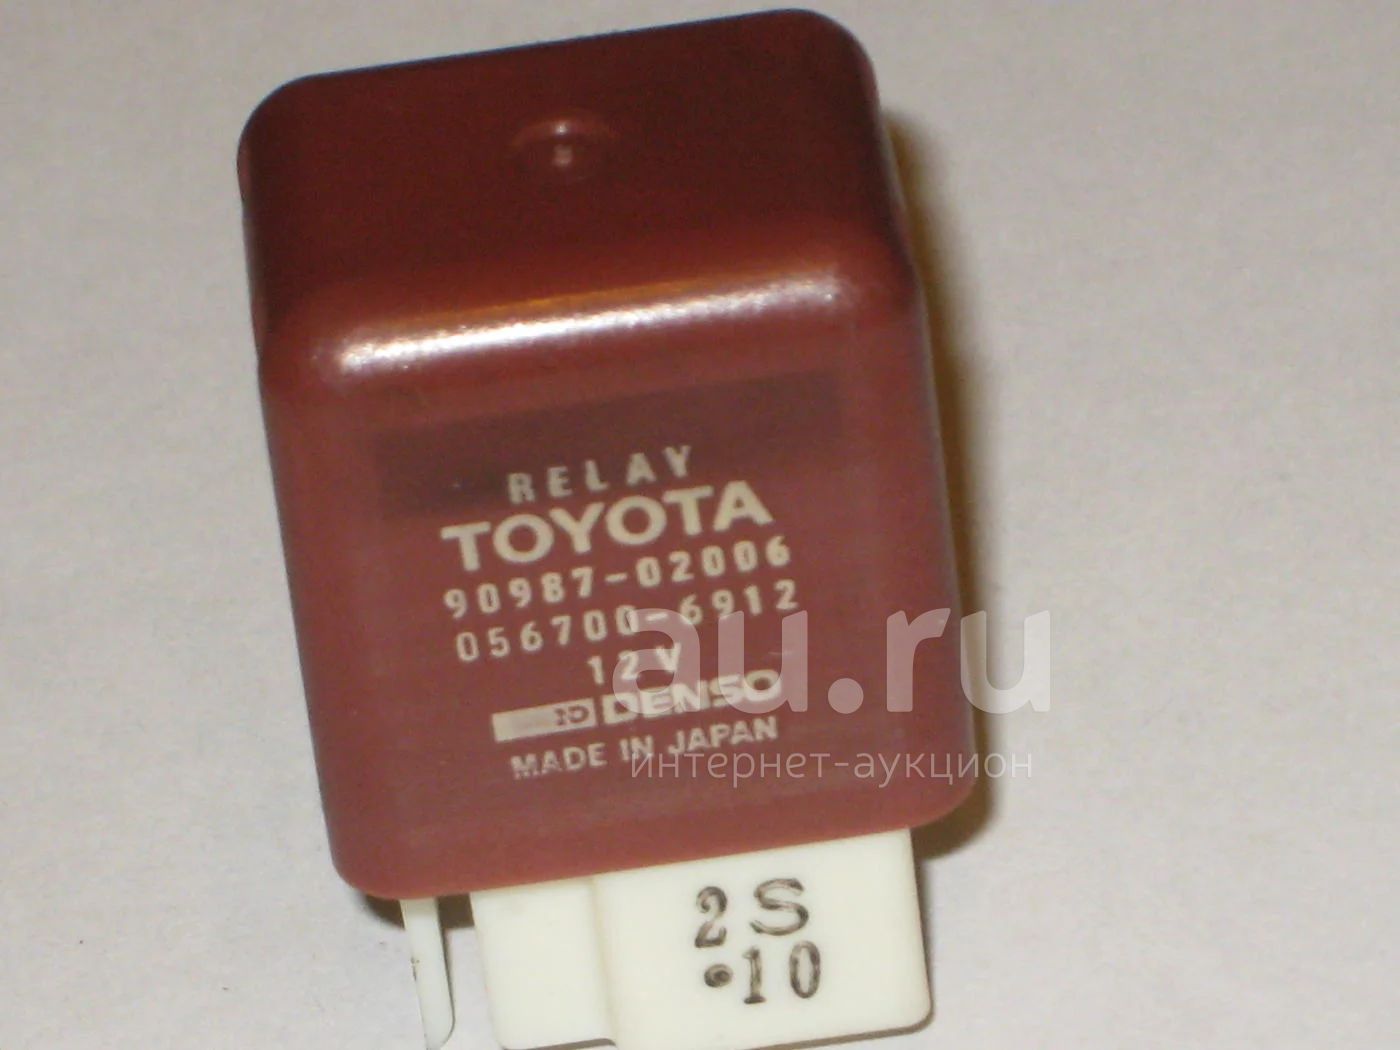 RELAY
TOYOTA
90987-02006
056700-6912
12V
DENSO
MADE IN JAPAN
au.ru
интернет-аукцион
2S
•10